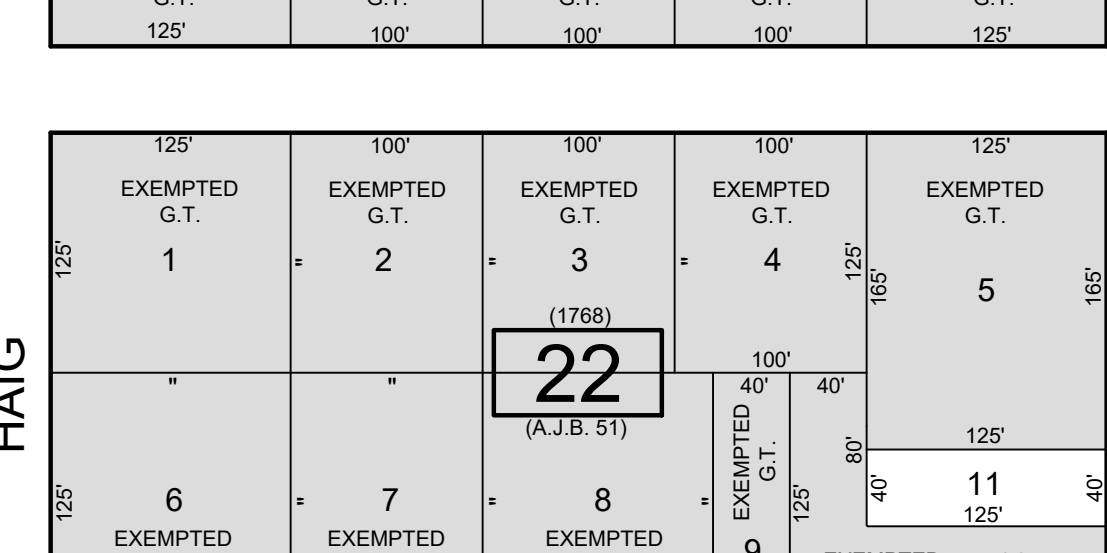 125' 100' 100' 100' 125'
125' 100' 100' 100' 125'
EXEMPTED EXEMPTED EXEMPTED EXEMPTED EXEMPTED
G.T. G.T. G.T. G.T. G.T.
125' 1 " 2 " 3 " 4 125' 165' 5 165'
(1768)
22
(A.J.B. 51)
100'
HAIG
" " 40' 40'
EXEMPTED
G.T.
80' 125'
125' 6 " 7 " 8 " 125' 40' 11 40'
125'
EXEMPTED EXEMPTED EXEMPTED
9